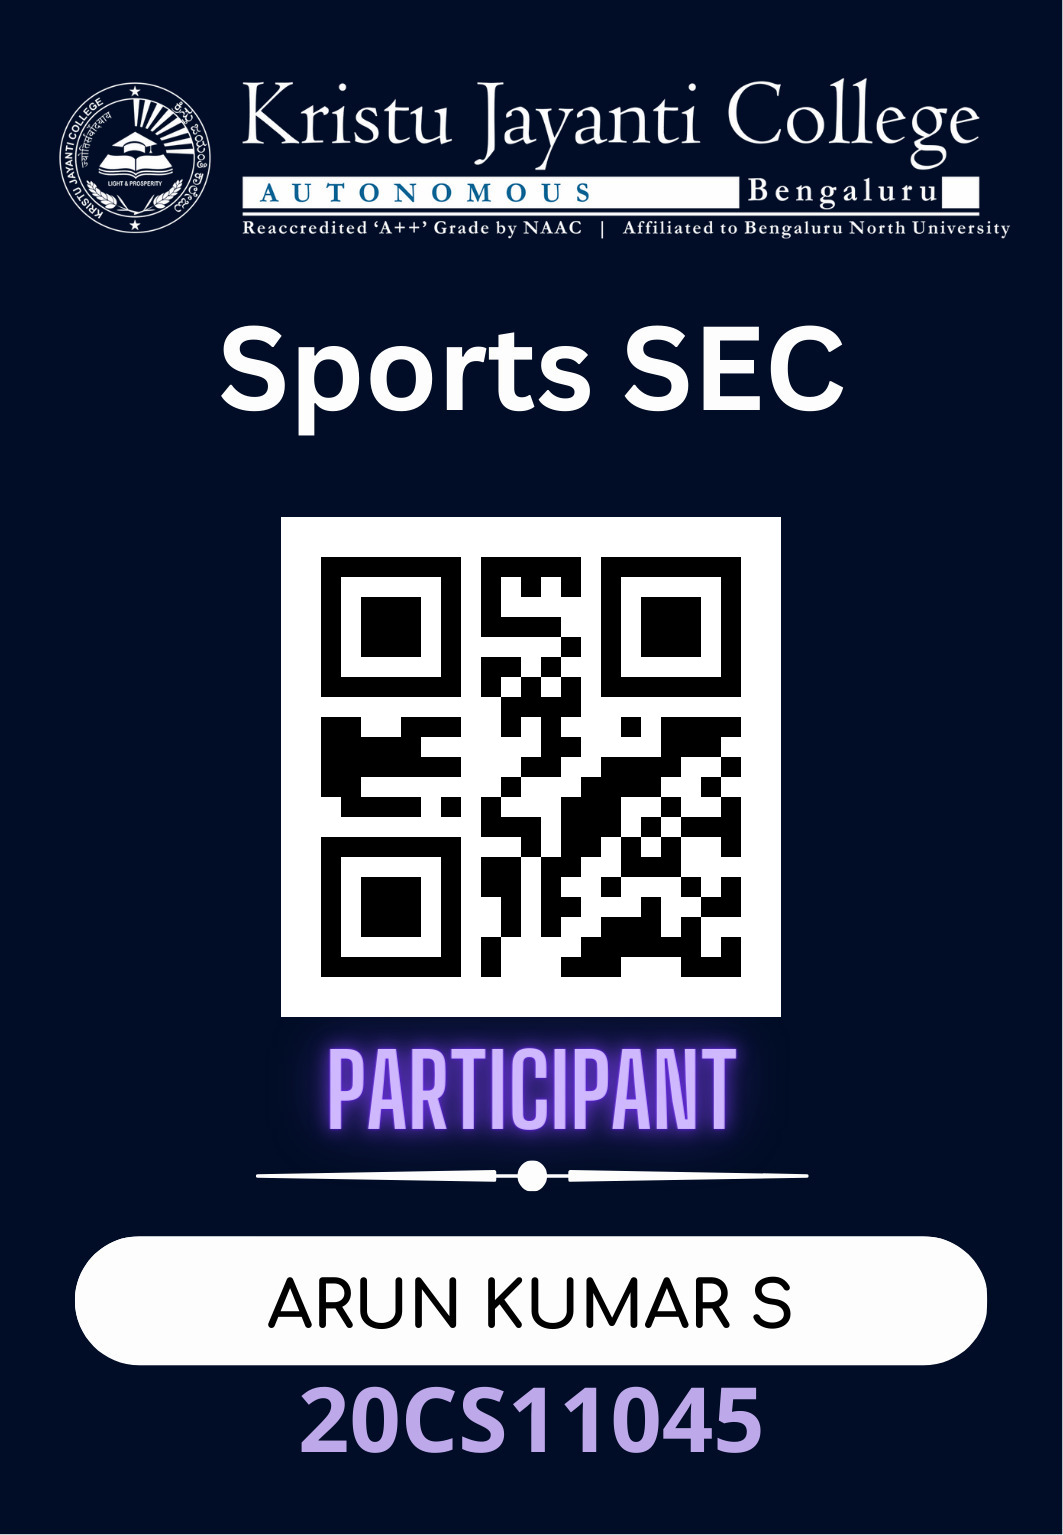 KRISTU JAYANTI COLLEGE
ज्योतिर्संवाद्याय
LIGHT & PROSPERITY
Kristu Jayanti College
AUTONOMOUS Bengaluru
Reaccredited ‘A++’ Grade by NAAC | Affiliated to Bengaluru North University
Sports SEC
PARTICIPANT
ARUN KUMAR S
20CS11045